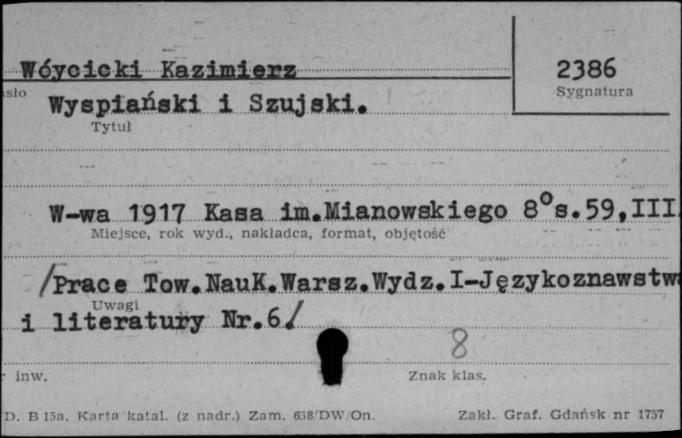 Wóycicki Kazimierz
2386
Sygnatura
sło
Wyspiański i Szujski.
Tytuł
W-wa 1917 Kasa im.Mianowskiego 8°s.59,III
Miejsce, rok wyd., nakładca, format, objętość
/Prace Tow.NauK.Warsz.Wydz.I-Językoznawstw
Uwagi
i literatury Nr.6/
8
r inw.
Znak klas.
D. B 15a. Karta katal. (z nadr.) Zam. 638/DW/On.
Zakł. Graf. Gdańsk nr 1757